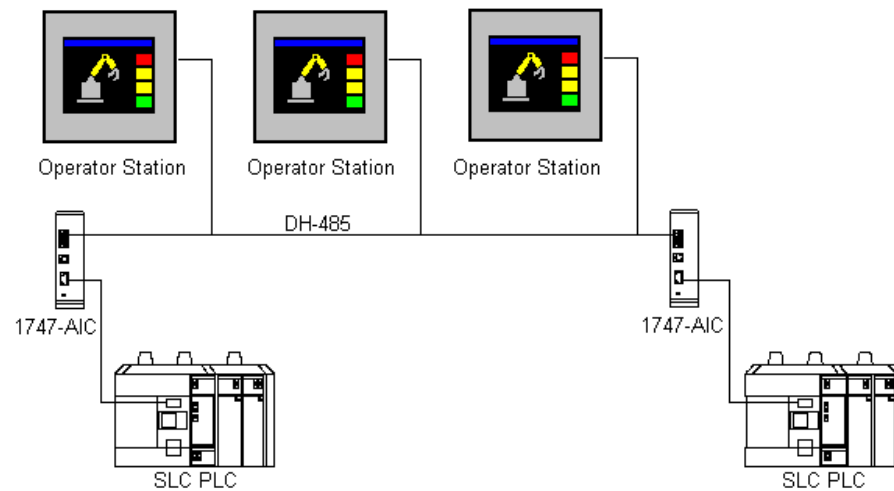 Operator Station
Operator Station
Operator Station
DH-485
1747-AIC
1747-AIC
SLC PLC
SLC PLC